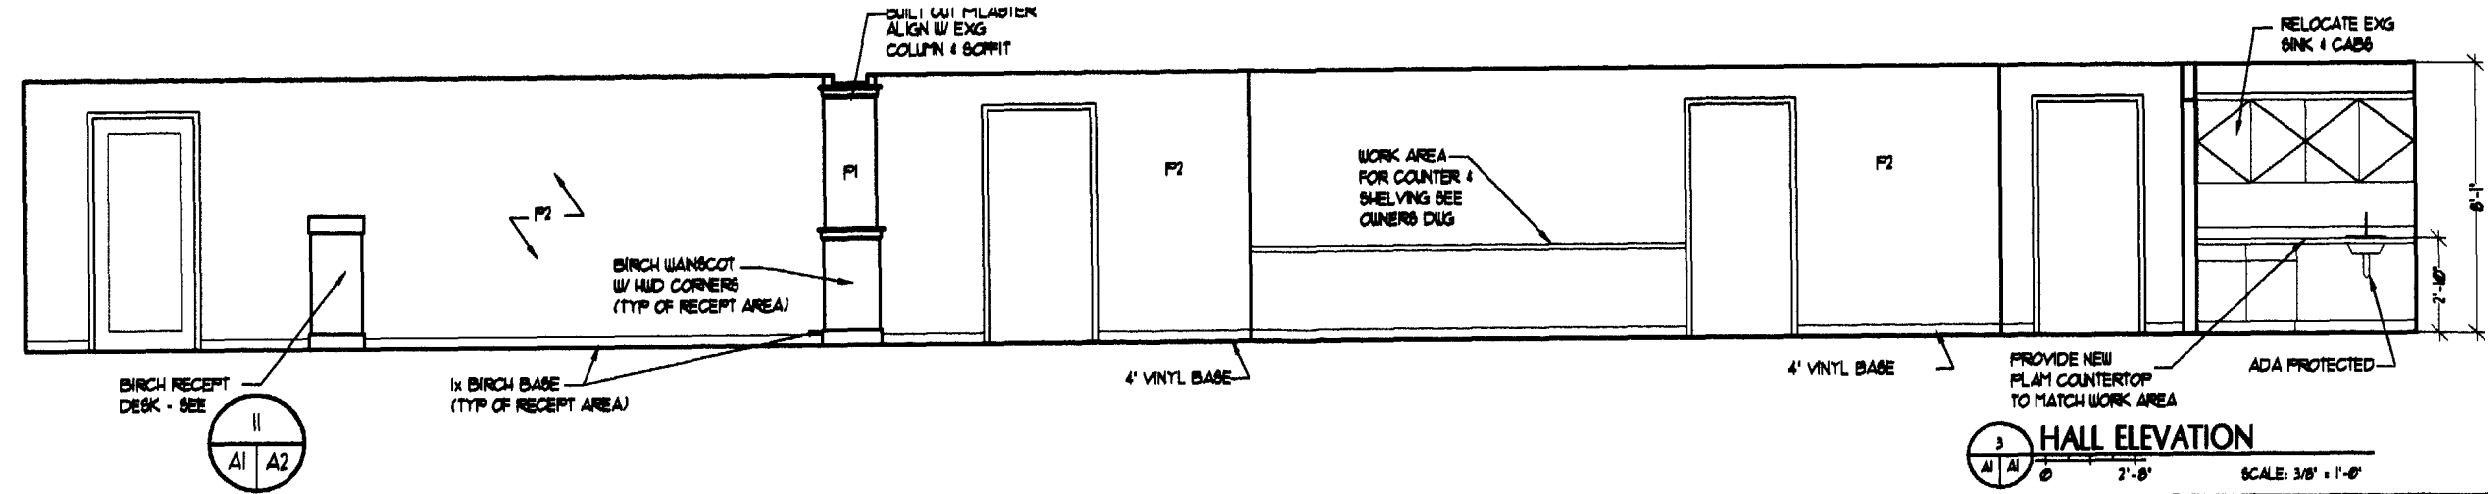 BUILT OUT PILASTER
ALIGN W/ EXG
COLUMN & SOFFIT
RELOCATE EXG
SINK & CABS
P1
P2
P2
P2
WORK AREA
FOR COUNTER &
SHELVING SEE
OWNERS DWG
BIRCH WANSCOT
W/ HWD CORNERS
(TYP OF RECEPT AREA)
8'-1"
2'-10"
BIRCH RECEPT
DESK - SEE
11
A1 A2
1x BIRCH BASE
(TYP OF RECEPT AREA)
4" VINYL BASE
4" VINYL BASE
PROVIDE NEW
PLAM COUNTERTOP
TO MATCH WORK AREA
ADA PROTECTED
3
A1 A1
HALL ELEVATION
0 2'-8"
SCALE: 3/8" = 1'-0"